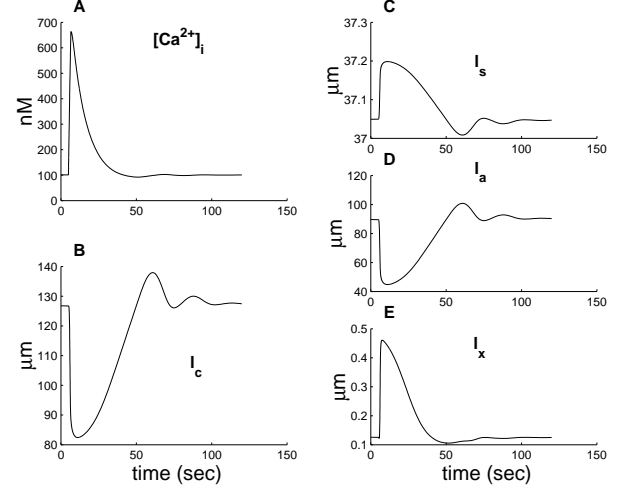 A
[Ca2+]i
nM
700
600
500
400
300
200
100
0
0 50 100 150
B
lc
μm
140
130
120
110
100
90
80
0 50 100 150
time (sec)
C
ls
μm
37.3
37.2
37.1
37
0 50 100 150
D
la
μm
120
100
80
60
40
0 50 100 150
E
lx
μm
0.5
0.4
0.3
0.2
0.1
0 50 100 150
time (sec)